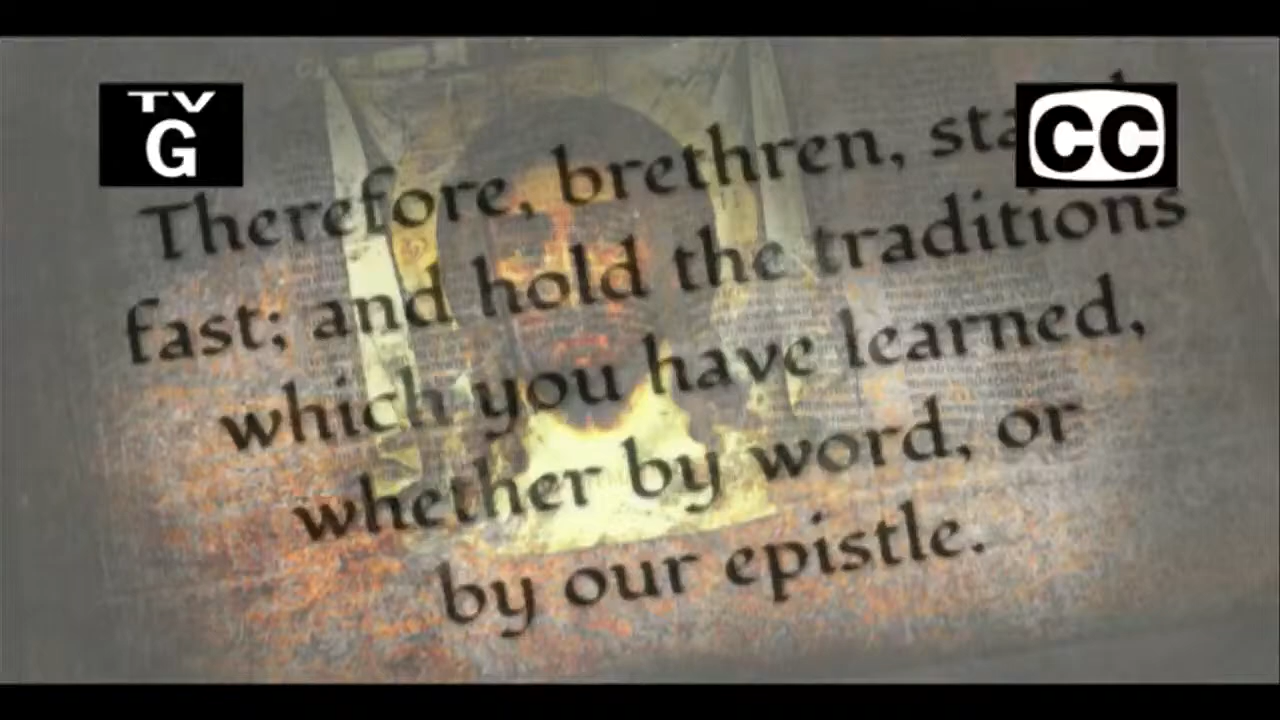 TV
G
CC
Therefore, brethren, sta
fast; and hold the traditions
which you have learned,
whether by word, or
by our epistle.